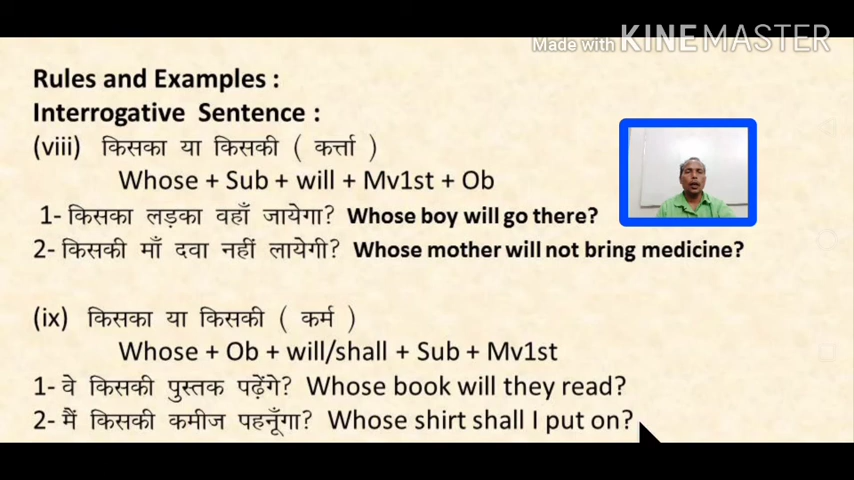 Made with KINEMASTER
Rules and Examples :
Interrogative Sentence :
(viii) किसका या किसकी ( कर्त्ता )
Whose + Sub + will + Mv1st + Ob
1- किसका लड़का वहाँ जायेगा? Whose boy will go there?
2- किसकी माँ दवा नहीं लायेगी? Whose mother will not bring medicine?
(ix) किसका या किसकी ( कर्म )
Whose + Ob + will/shall + Sub + Mv1st
1- वे किसकी पुस्तक पढ़ेंगे? Whose book will they read?
2- मैं किसकी कमीज पहनूँगा? Whose shirt shall I put on?